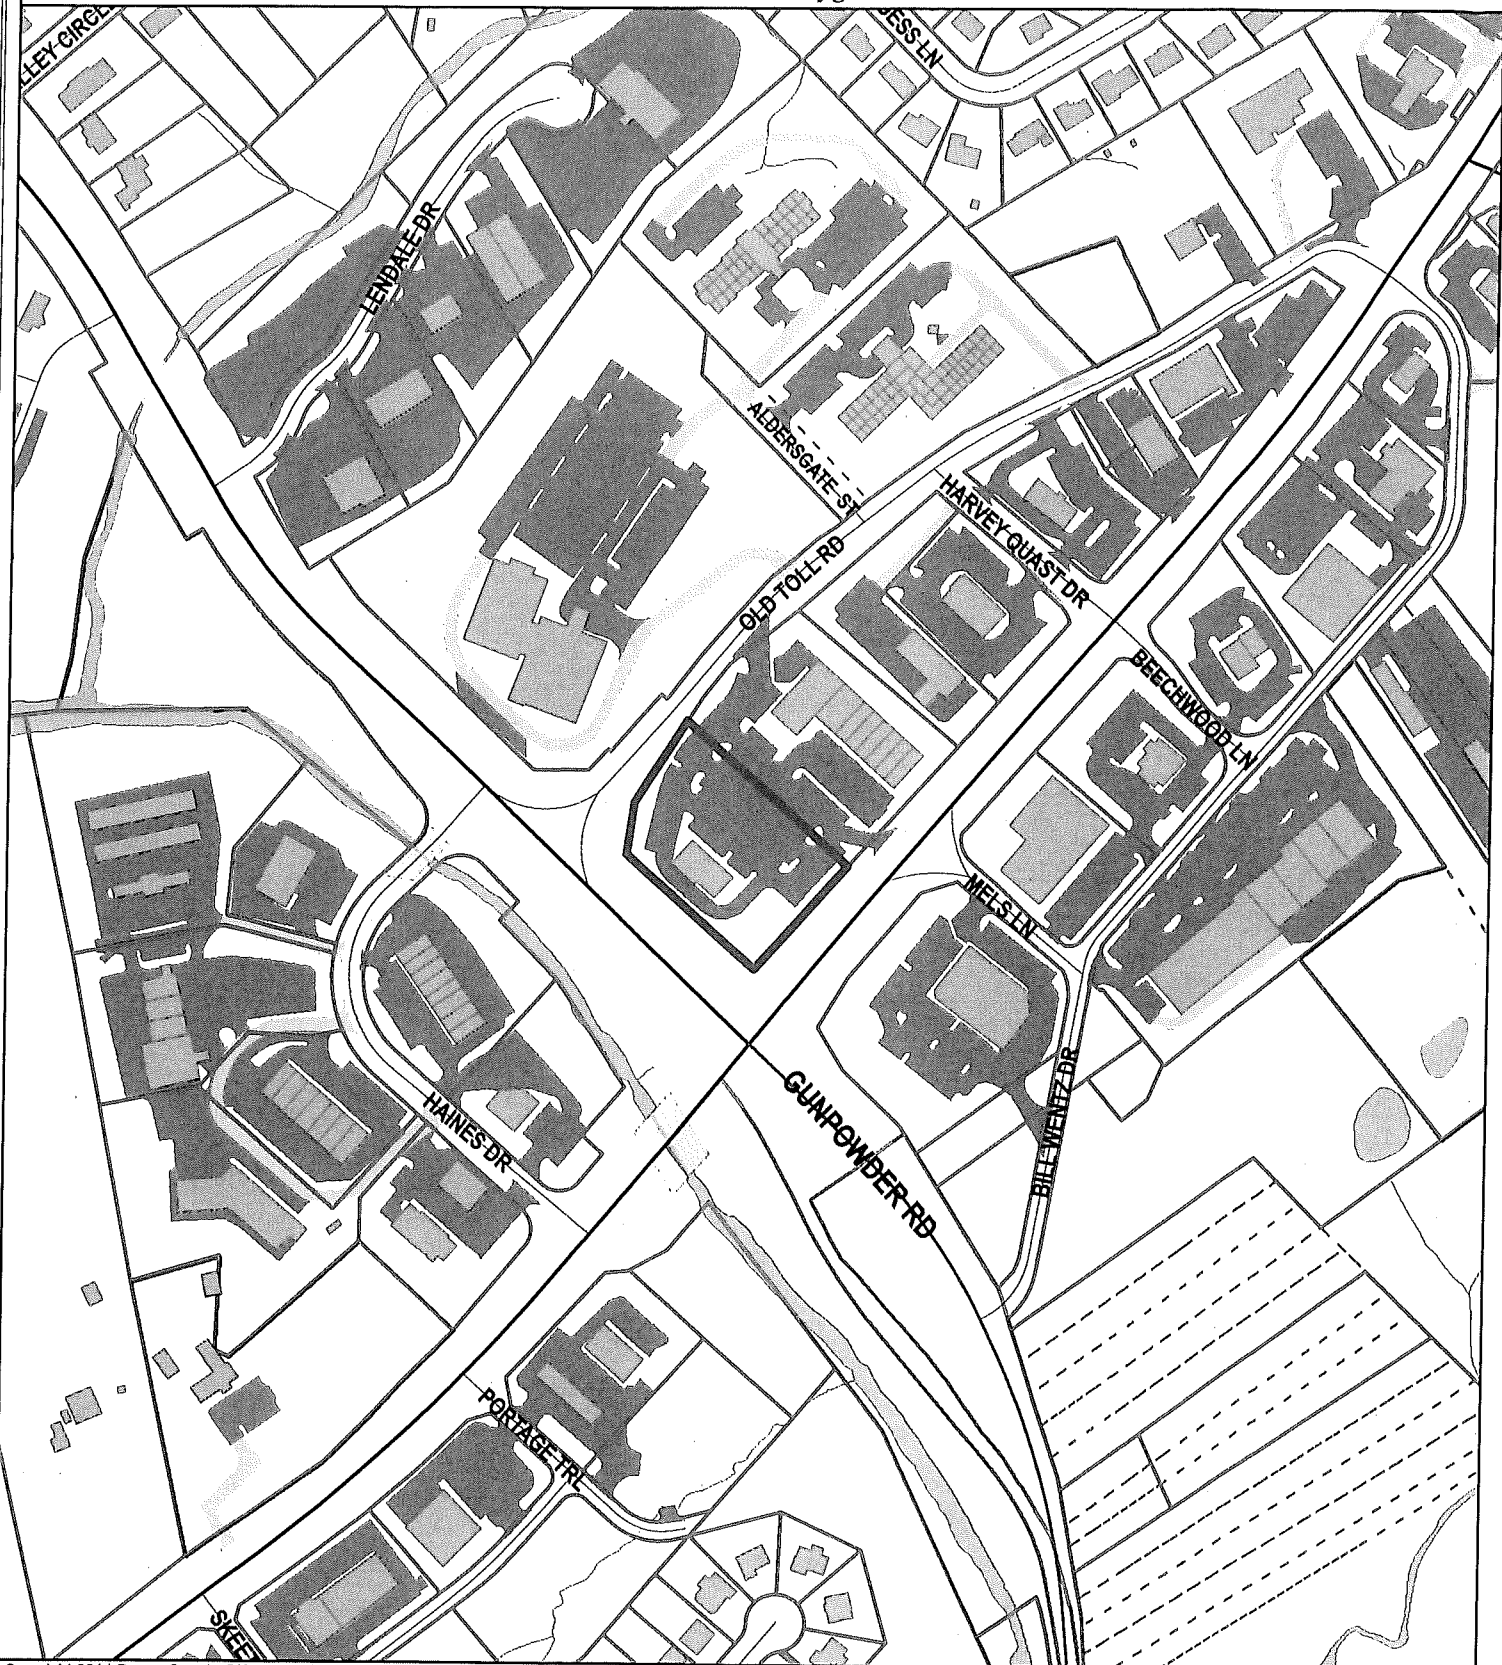 LENDALE DR
ALDERSGATE ST
HARVEY QUAST DR
OLD TOLL RD
BEECHWOOD LN
MELS LN
GUNPOWDER RD
BILL WENTZ DR
HAINES DR
PORTAGE TRL